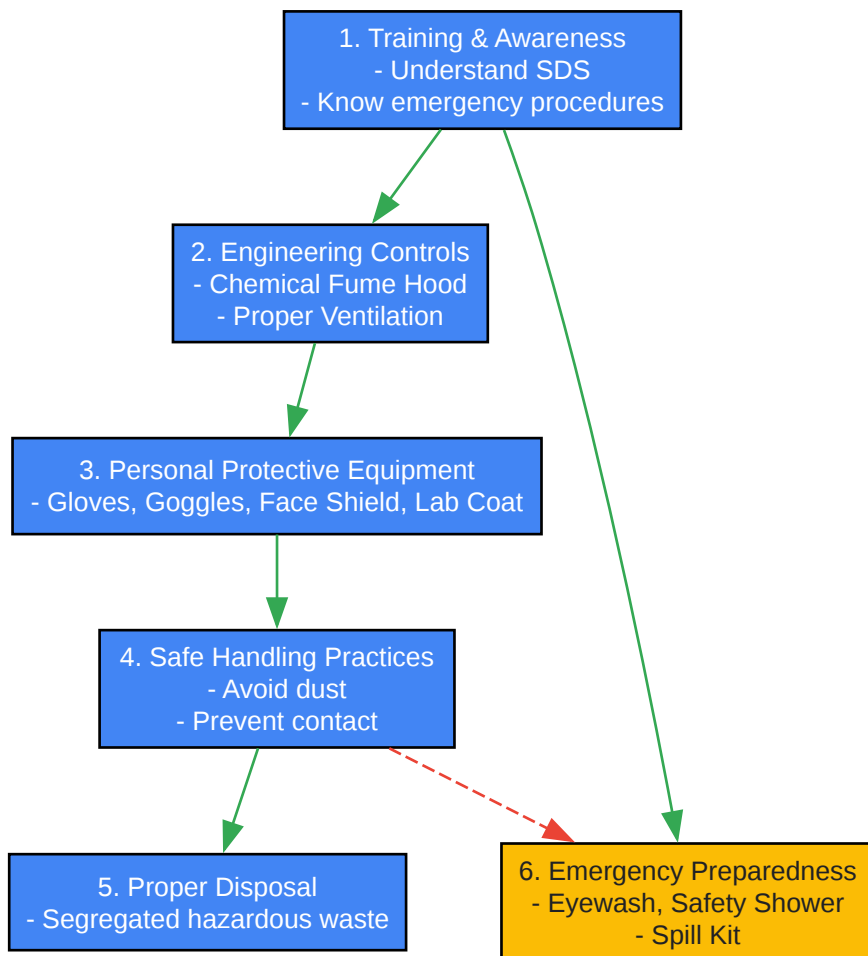 1. Training & Awareness
- Understand SDS
- Know emergency procedures
2. Engineering Controls
- Chemical Fume Hood
- Proper Ventilation
3. Personal Protective Equipment
- Gloves, Goggles, Face Shield, Lab Coat
4. Safe Handling Practices
- Avoid dust
- Prevent contact
5. Proper Disposal
- Segregated hazardous waste
6. Emergency Preparedness
- Eyewash, Safety Shower
- Spill Kit